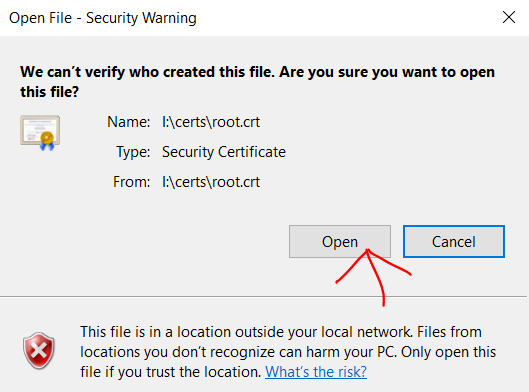 Open File - Security Warning
We can't verify who created this file. Are you sure you want to open
this file?
Name: I:\certs\root.crt
Type: Security Certificate
From: I:\certs\root.crt
Open Cancel
This file is in a location outside your local network. Files from
locations you don't recognize can harm your PC. Only open this
file if you trust the location. What's the risk?